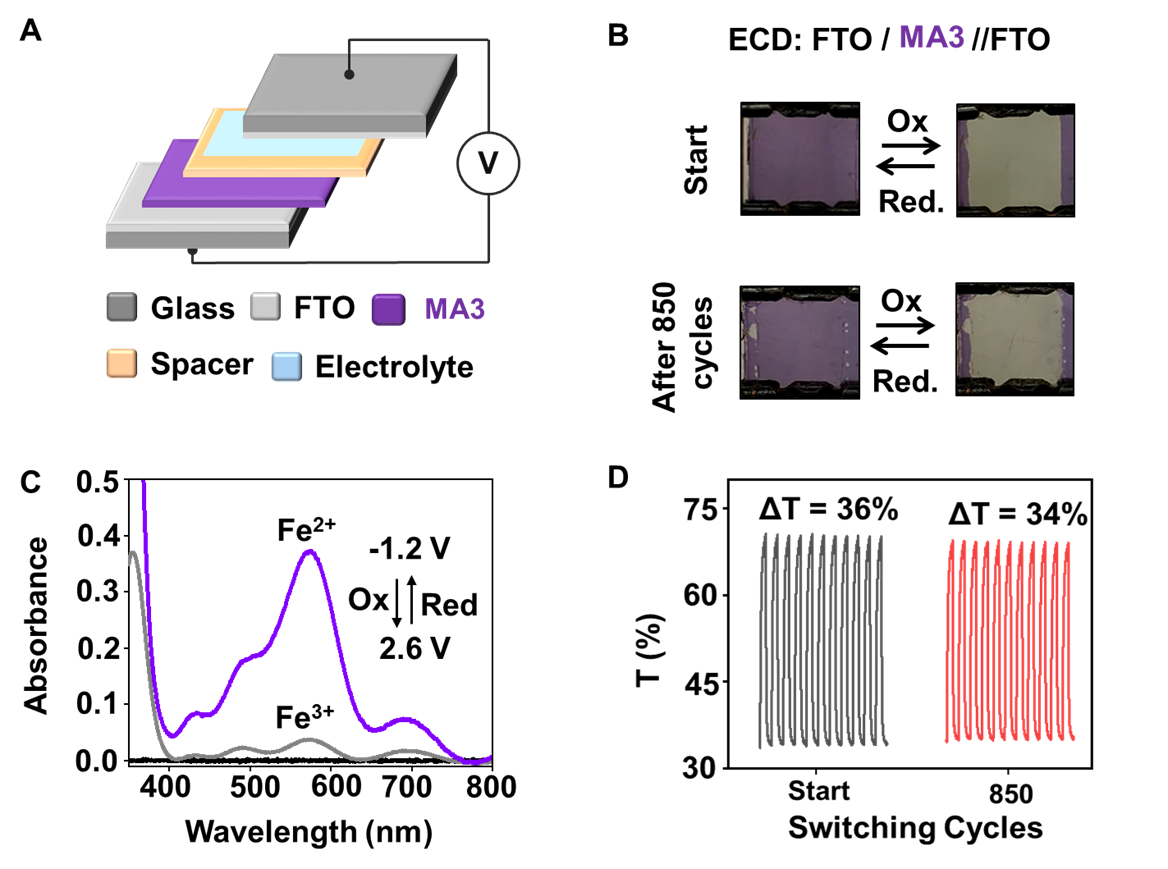 A
V
Glass FTO MA3
Spacer Electrolyte
B
ECD: FTO / MA3 //FTO
Start
Ox
Red.
After 850
cycles
Ox
Red.
C
Absorbance
0.5
0.4
0.3
0.2
0.1
0.0
Fe²⁺
-1.2 V
Ox Red
2.6 V
Fe³⁺
400 500 600 700 800
Wavelength (nm)
D
T (%)
75
60
45
30
ΔT = 36%
ΔT = 34%
Start 850
Switching Cycles